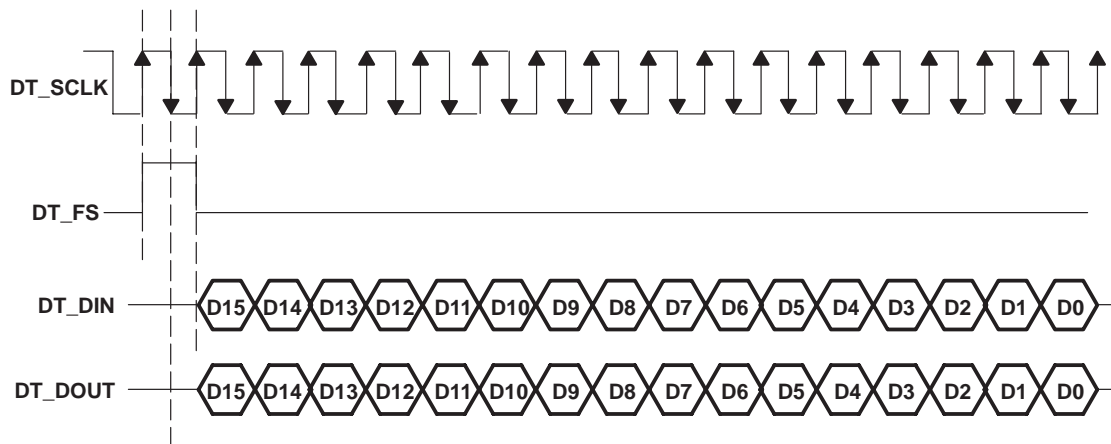 DT_SCLK
DT_FS
DT_DIN D15 D14 D13 D12 D11 D10 D9 D8 D7 D6 D5 D4 D3 D2 D1 D0
DT_DOUT D15 D14 D13 D12 D11 D10 D9 D8 D7 D6 D5 D4 D3 D2 D1 D0